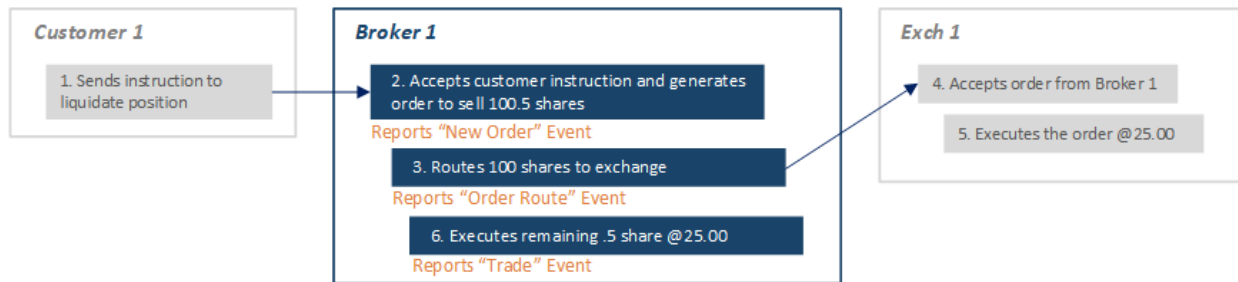 Customer 1
1. Sends instruction to
liquidate position
Broker 1
2. Accepts customer instruction and generates
order to sell 100.5 shares
Reports “New Order” Event
3. Routes 100 shares to exchange
Reports “Order Route” Event
6. Executes remaining .5 share @25.00
Reports “Trade” Event
Exch 1
4. Accepts order from Broker 1
5. Executes the order @25.00